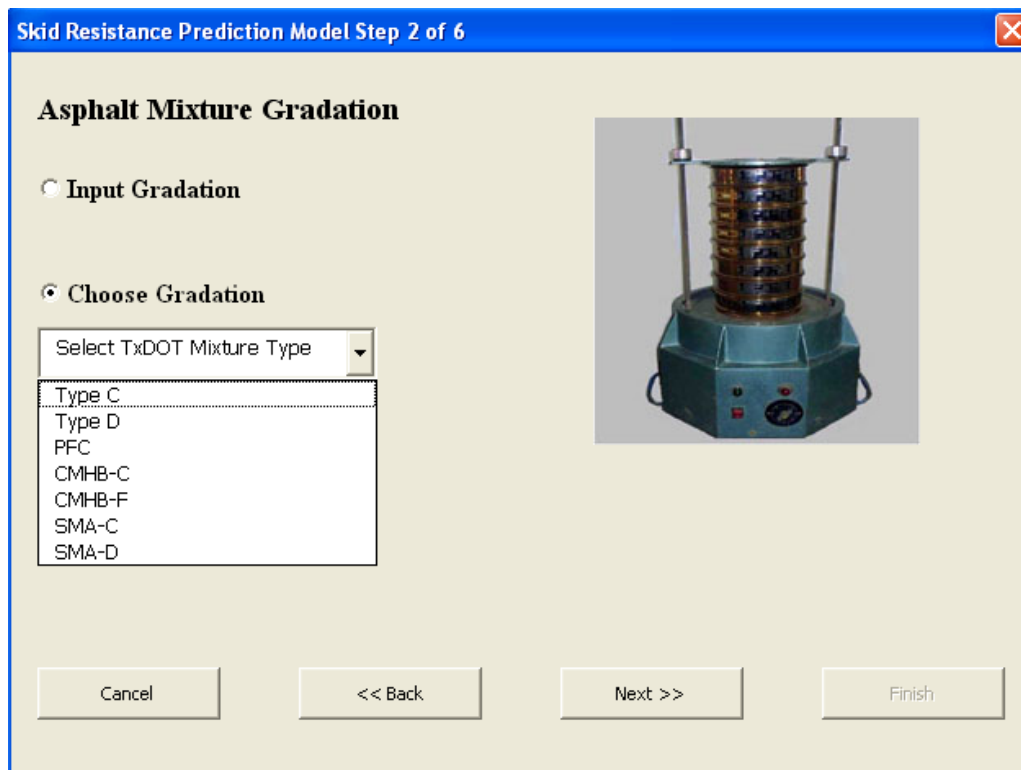 Skid Resistance Prediction Model Step 2 of 6
Asphalt Mixture Gradation
Input Gradation
Choose Gradation
Select TxDOT Mixture Type
Type C
Type D
PFC
CMHB-C
CMHB-F
SMA-C
SMA-D
Cancel
<< Back
Next >>
Finish